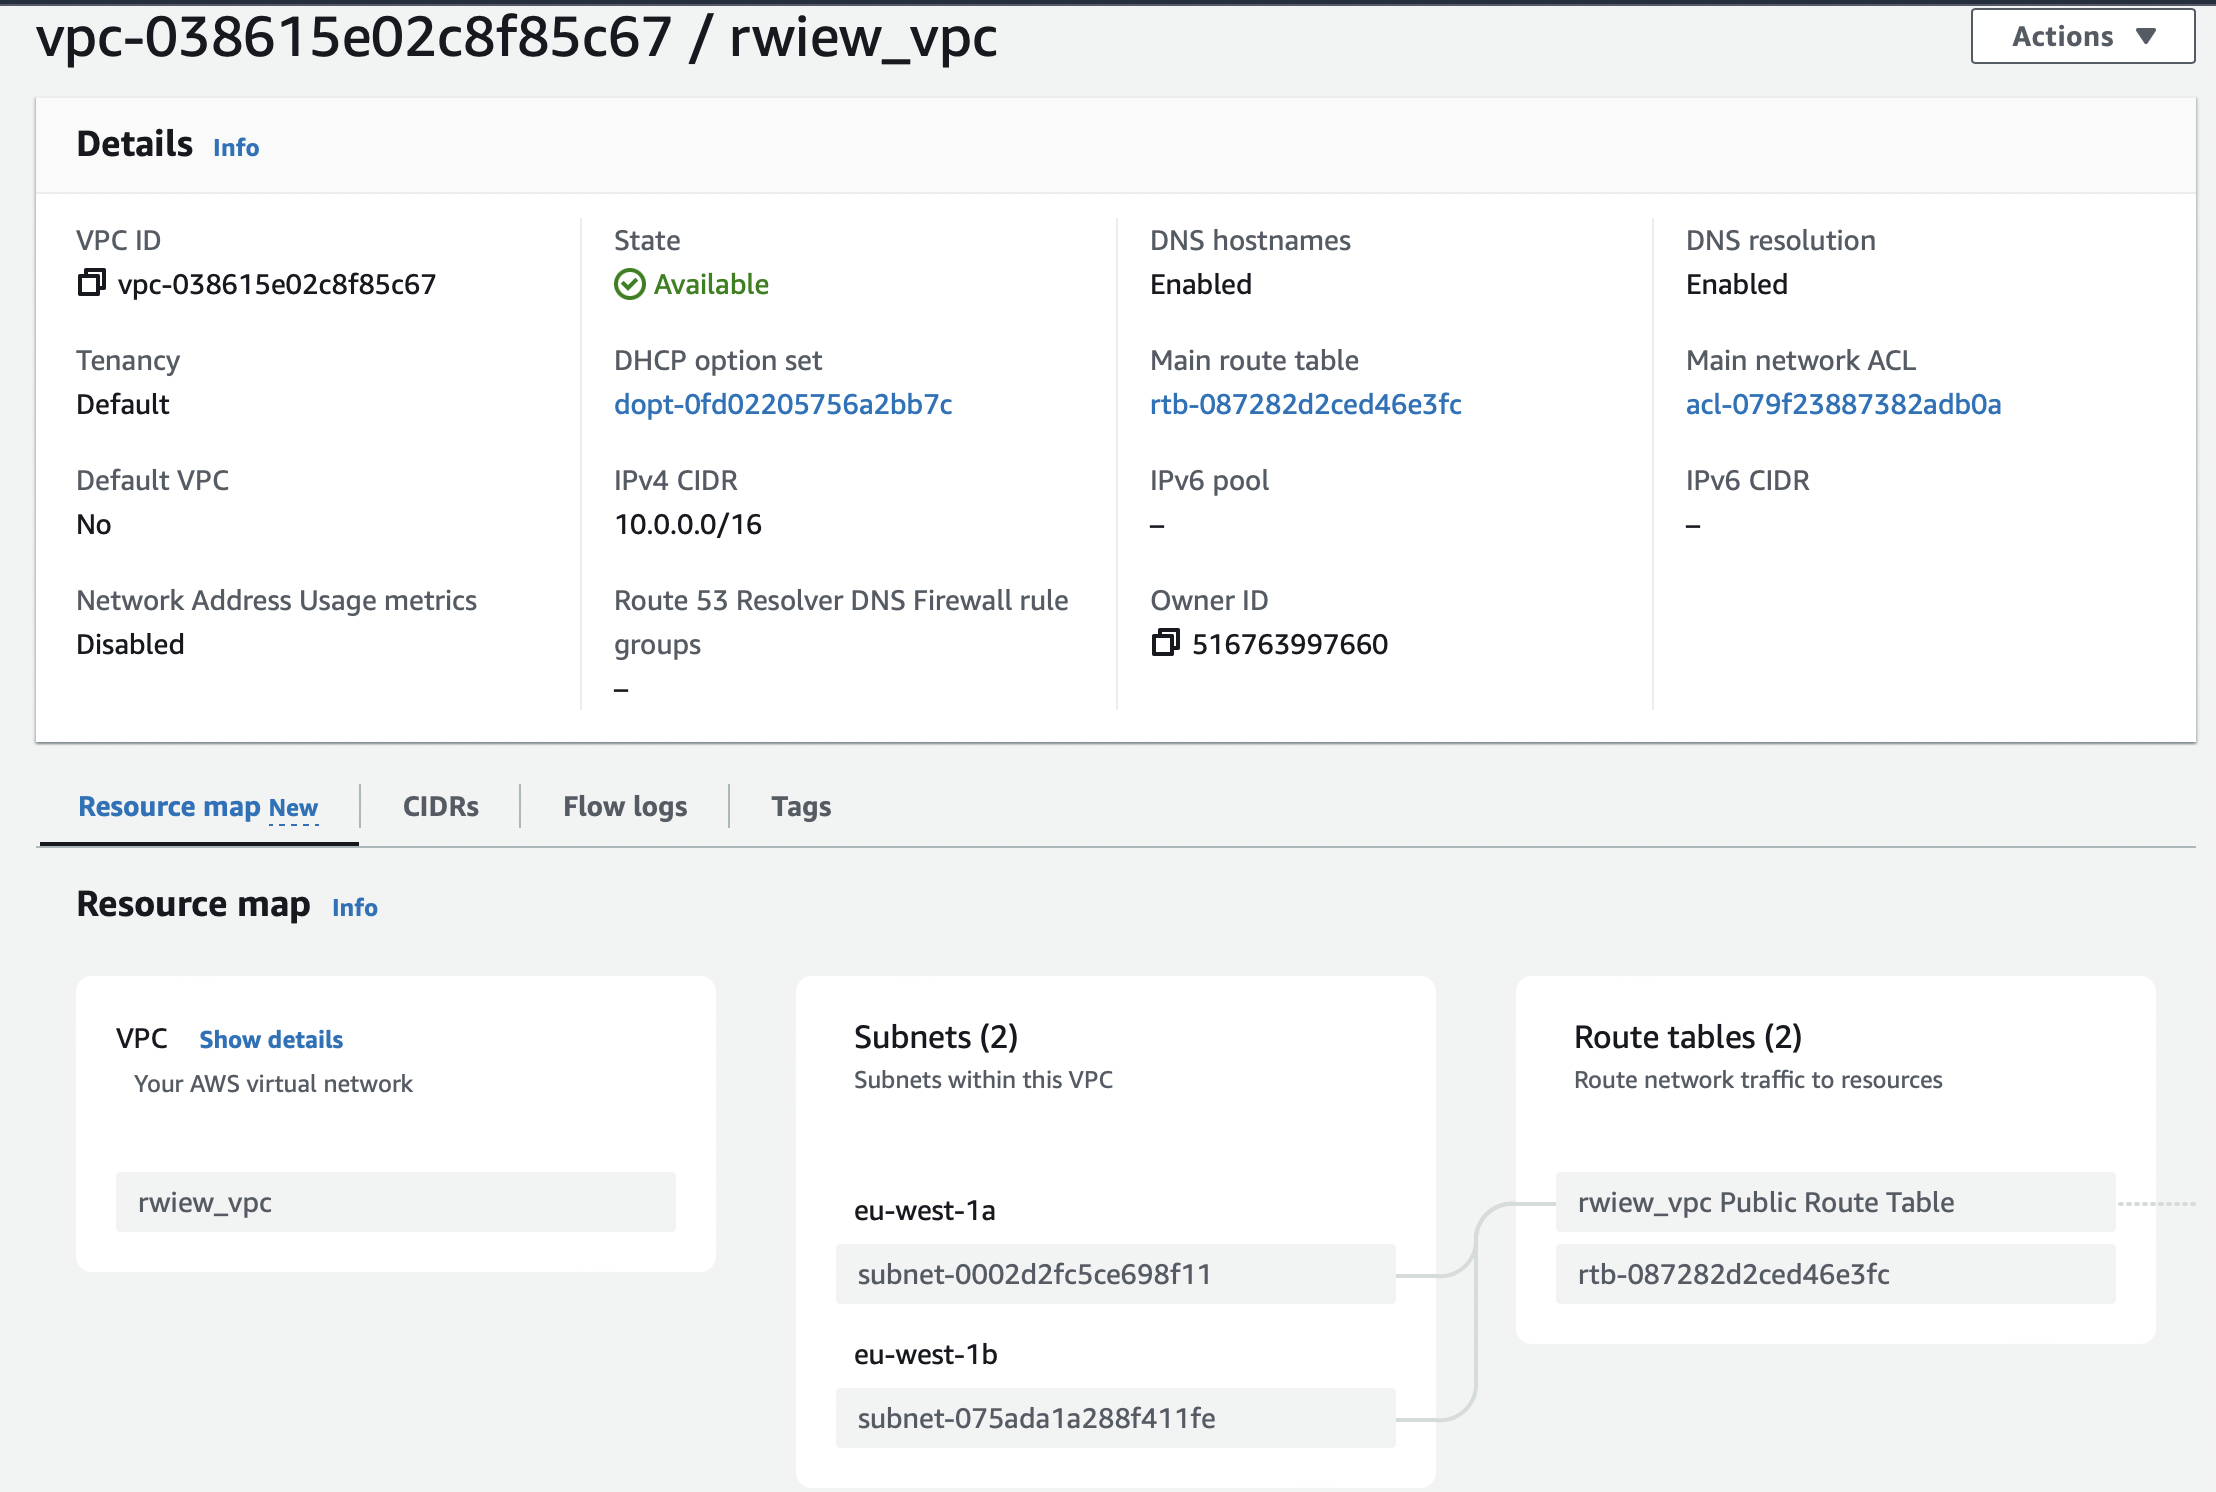 vpc-038615e02c8f85c67 / rwiew_vpc
Actions
Details Info
VPC ID
vpc-038615e02c8f85c67
State
Available
DNS hostnames
Enabled
DNS resolution
Enabled
Tenancy
Default
DHCP option set
dopt-0fd02205756a2bb7c
Main route table
rtb-087282d2ced46e3fc
Main network ACL
acl-079f23887382adb0a
Default VPC
No
IPv4 CIDR
10.0.0.0/16
IPv6 pool
–
IPv6 CIDR
–
Network Address Usage metrics
Disabled
Route 53 Resolver DNS Firewall rule
groups
–
Owner ID
516763997660
Resource map New
CIDRs
Flow logs
Tags
Resource map Info
VPC Show details
Your AWS virtual network
rwiew_vpc
Subnets (2)
Subnets within this VPC
eu-west-1a
subnet-0002d2fc5ce698f11
eu-west-1b
subnet-075ada1a288f411fe
Route tables (2)
Route network traffic to resources
rwiew_vpc Public Route Table
rtb-087282d2ced46e3fc